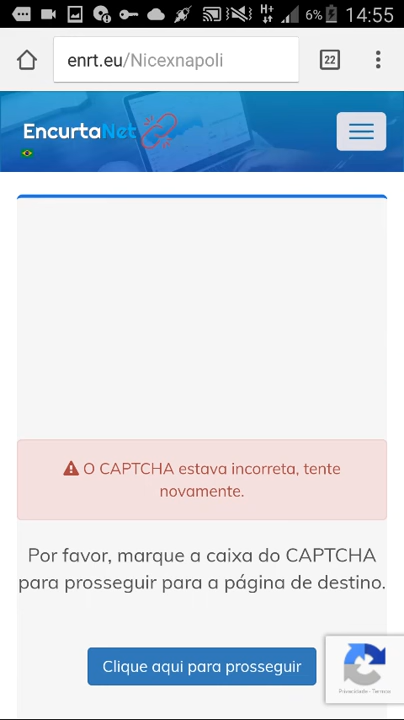 6% 14:55
enrt.eu/Nicexnapoli
22
EncurtaNet
O CAPTCHA estava incorreta, tente
novamente.
Por favor, marque a caixa do CAPTCHA
para prosseguir para a página de destino.
Clique aqui para prosseguir
Privacidade - Termos